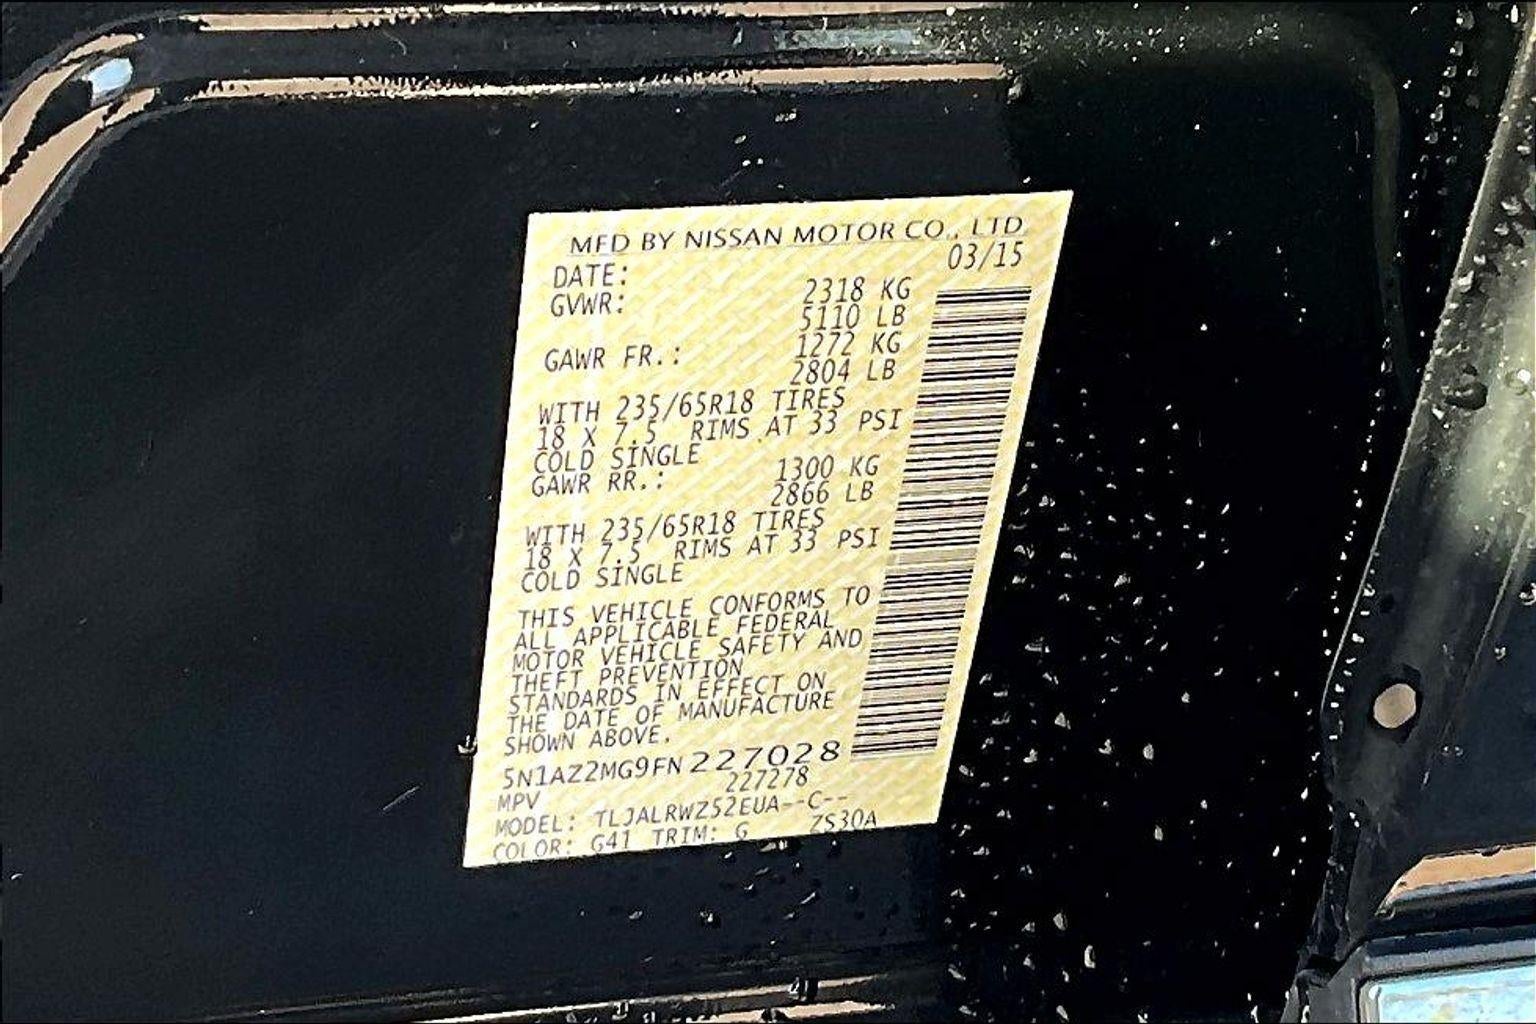 MFD BY NISSAN MOTOR CO., LTD.
DATE: 03/15
GVWR: 2318 KG
5110 LB
GAWR FR.: 1272 KG
2804 LB
WITH 235/65R18 TIRES
18 X 7.5 RIMS AT 33 PSI
COLD SINGLE
GAWR RR.: 1300 KG
2866 LB
WITH 235/65R18 TIRES
18 X 7.5 RIMS AT 33 PSI
COLD SINGLE
THIS VEHICLE CONFORMS TO
ALL APPLICABLE FEDERAL
MOTOR VEHICLE SAFETY AND
THEFT PREVENTION
STANDARDS IN EFFECT ON
THE DATE OF MANUFACTURE
SHOWN ABOVE.
5N1AZ2MG9FN227028
MPV 227278
MODEL: TLJALRWZ52EUA--C--
COLOR: G41 TRIM: G ZS30A